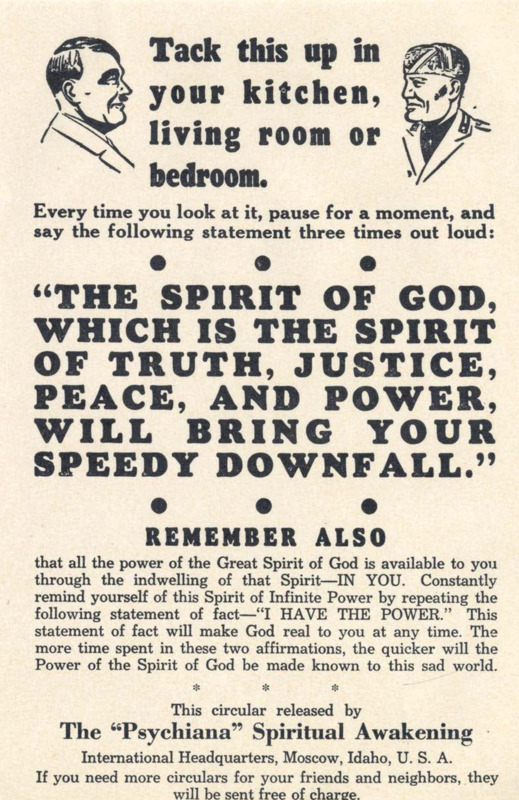 Tack this up in
your kitchen,
living room or
bedroom.
Every time you look at it, pause for a moment, and
say the following statement three times out loud:
“THE SPIRIT OF GOD,
WHICH IS THE SPIRIT
OF TRUTH, JUSTICE,
PEACE, AND POWER,
WILL BRING YOUR
SPEEDY DOWNFALL.”
REMEMBER ALSO
that all the power of the Great Spirit of God is available to you
through the indwelling of that Spirit—IN YOU. Constantly
remind yourself of this Spirit of Infinite Power by repeating the
following statement of fact—“I HAVE THE POWER.” This
statement of fact will make God real to you at any time. The
more time spent in these two affirmations, the quicker will the
Power of the Spirit of God be made known to this sad world.
* * *
This circular released by
The “Psychiana” Spiritual Awakening
International Headquarters, Moscow, Idaho, U. S. A.
If you need more circulars for your friends and neighbors, they
will be sent free of charge.